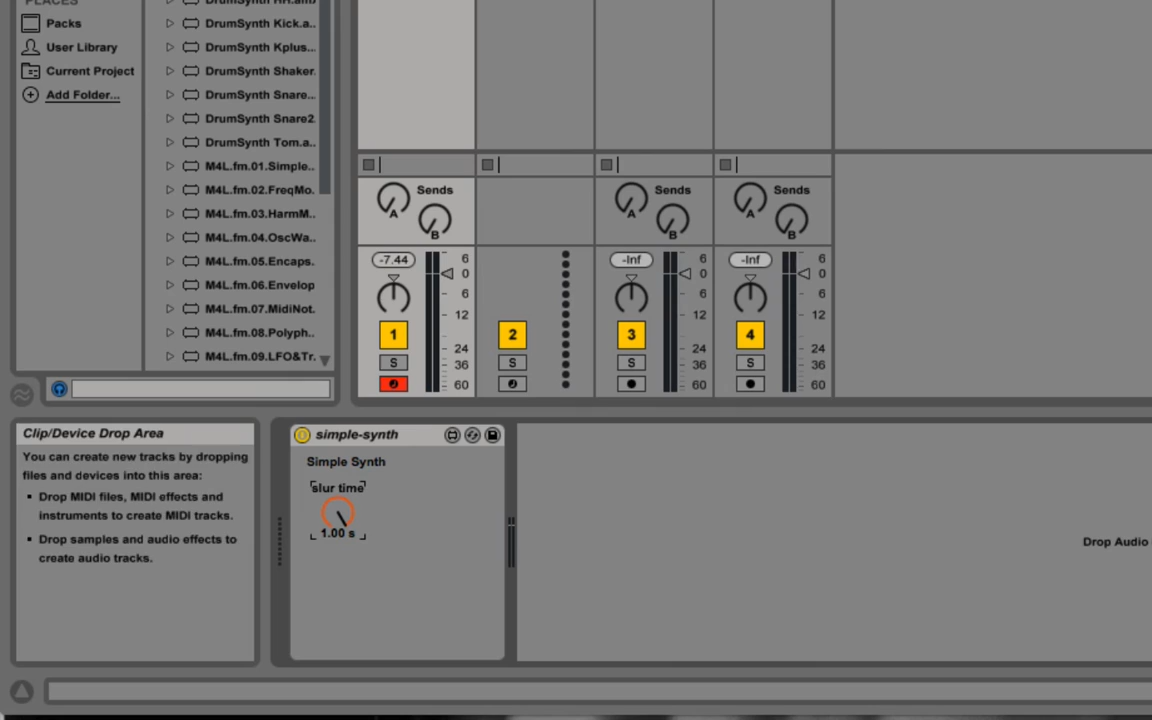 PLACES
Packs
User Library
Current Project
Add Folder...
DrumSynth HH.amx
DrumSynth Kick.a..
DrumSynth Kplus...
DrumSynth Shaker.
DrumSynth Snare...
DrumSynth Snare2
DrumSynth Tom.a...
M4L.fm.01.Simple..
M4L.fm.02.FreqMo.
M4L.fm.03.HarmM..
M4L.fm.04.OscWa..
M4L.fm.05.Encaps.
M4L.fm.06.Envelop
M4L.fm.07.MidiNot.
M4L.fm.08.Polyph..
M4L.fm.09.LFO&Tr.
Sends
A
B
-7.44
6
0
6
12
24
36
60
1
S
2
S
Sends
A
B
-Inf
6
0
6
12
24
36
60
3
S
Sends
A
B
-Inf
6
0
6
12
24
36
60
4
S
Clip/Device Drop Area
You can create new tracks by dropping
files and devices into this area:
▪ Drop MIDI files, MIDI effects and
instruments to create MIDI tracks.
▪ Drop samples and audio effects to
create audio tracks.
simple-synth
Simple Synth
slur time
1.00 s
Drop Audio